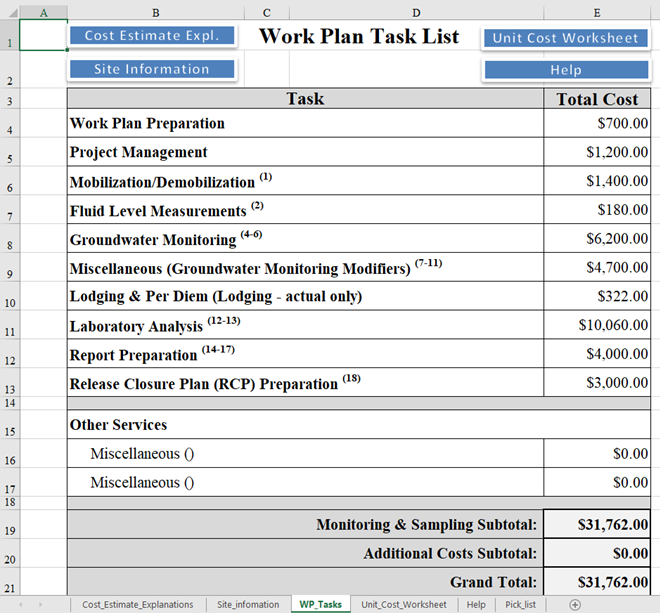 A B C D E
1 Cost Estimate Expl. Work Plan Task List Unit Cost Worksheet
2 Site Information Help
3 Task Total Cost
4 Work Plan Preparation $700.00
5 Project Management $1,200.00
6 Mobilization/Demobilization (1) $1,400.00
7 Fluid Level Measurements (2) $180.00
8 Groundwater Monitoring (4-6) $6,200.00
9 Miscellaneous (Groundwater Monitoring Modifiers) (7-11) $4,700.00
10 Lodging & Per Diem (Lodging - actual only) $322.00
11 Laboratory Analysis (12-13) $10,060.00
12 Report Preparation (14-17) $4,000.00
13 Release Closure Plan (RCP) Preparation (18) $3,000.00
14
15 Other Services
16 Miscellaneous () $0.00
17 Miscellaneous () $0.00
18
19 Monitoring & Sampling Subtotal: $31,762.00
20 Additional Costs Subtotal: $0.00
21 Grand Total: $31,762.00
Cost_Estimate_Explanations Site_infomation WP_Tasks Unit_Cost_Worksheet Help Pick_list